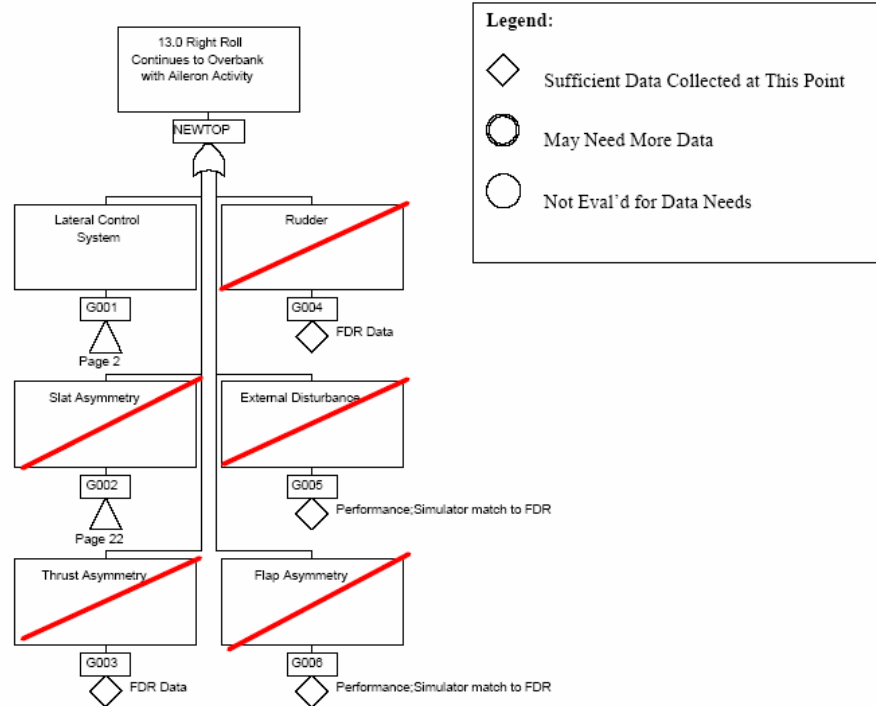 13.0 Right Roll
Continues to Overbank
with Aileron Activity
NEWTOP
Legend:
Sufficient Data Collected at This Point
May Need More Data
Not Eval'd for Data Needs
Lateral Control
System
G001
Page 2
Rudder
G004
FDR Data
Slat Asymmetry
G002
Page 22
External Disturbance
G005
Performance;Simulator match to FDR
Thrust Asymmetry
G003
FDR Data
Flap Asymmetry
G006
Performance;Simulator match to FDR